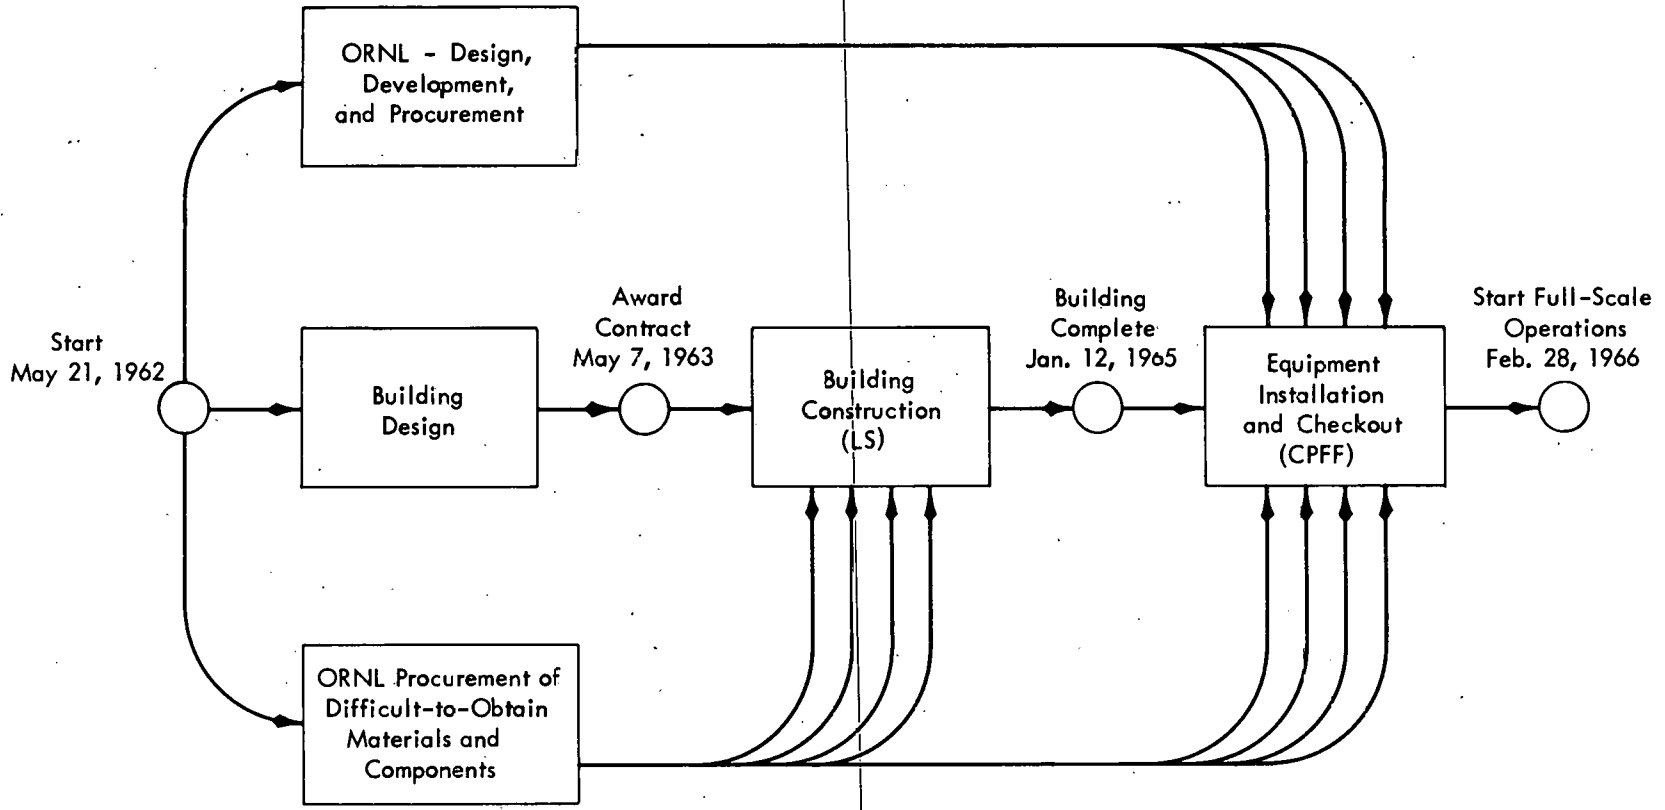 ORNL - Design,
Development,
and Procurement
Start
May 21, 1962
Building
Design
Award
Contract
May 7, 1963
Building
Construction
(LS)
Building
Complete
Jan. 12, 1965
Equipment
Installation
and Checkout
(CPFF)
Start Full-Scale
Operations
Feb. 28, 1966
ORNL Procurement of
Difficult-to-Obtain
Materials and
Components